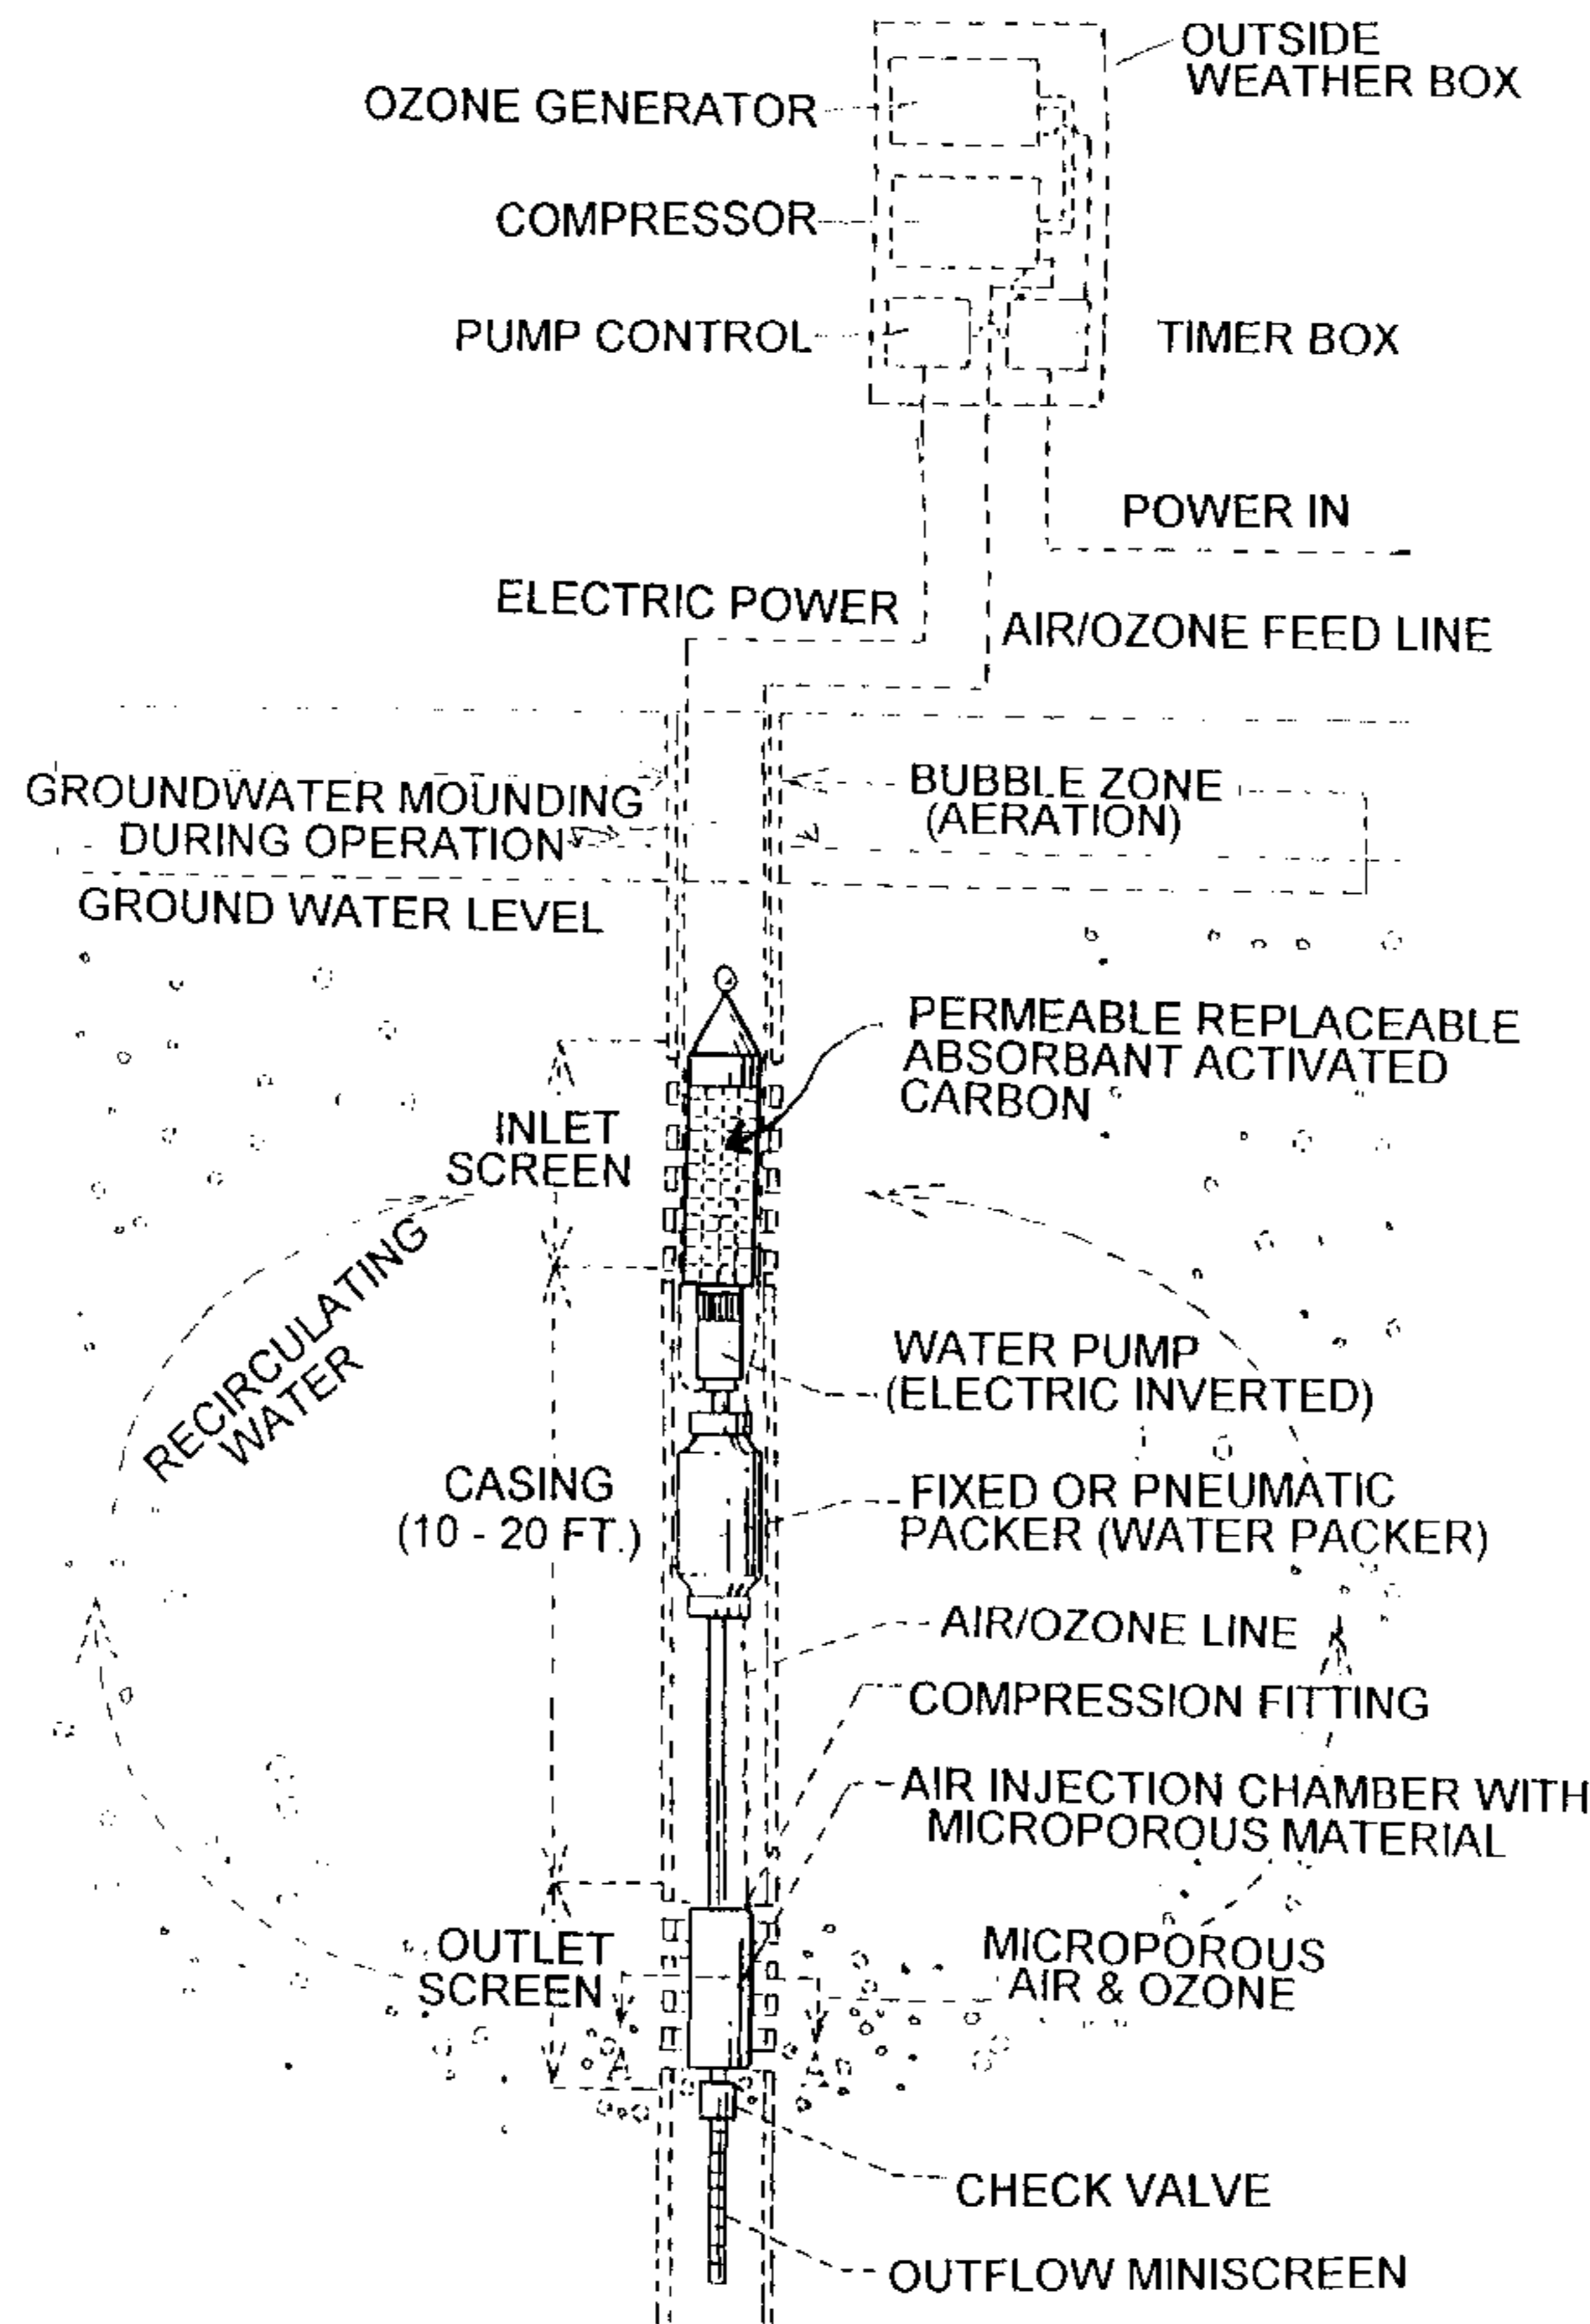 OUTSIDE
WEATHER BOX
OZONE GENERATOR
COMPRESSOR
PUMP CONTROL
TIMER BOX
POWER IN
ELECTRIC POWER
AIR/OZONE FEED LINE
GROUNDWATER MOUNDING
DURING OPERATION
BUBBLE ZONE
(AERATION)
GROUND WATER LEVEL
PERMEABLE REPLACEABLE
ABSORBANT ACTIVATED
CARBON
INLET
SCREEN
RECIRCULATING
WATER
WATER PUMP
(ELECTRIC INVERTED)
CASING
(10 - 20 FT.)
FIXED OR PNEUMATIC
PACKER (WATER PACKER)
AIR/OZONE LINE
COMPRESSION FITTING
AIR INJECTION CHAMBER WITH
MICROPOROUS MATERIAL
OUTLET
SCREEN
MICROPOROUS
AIR & OZONE
A
A
CHECK VALVE
OUTFLOW MINISCREEN